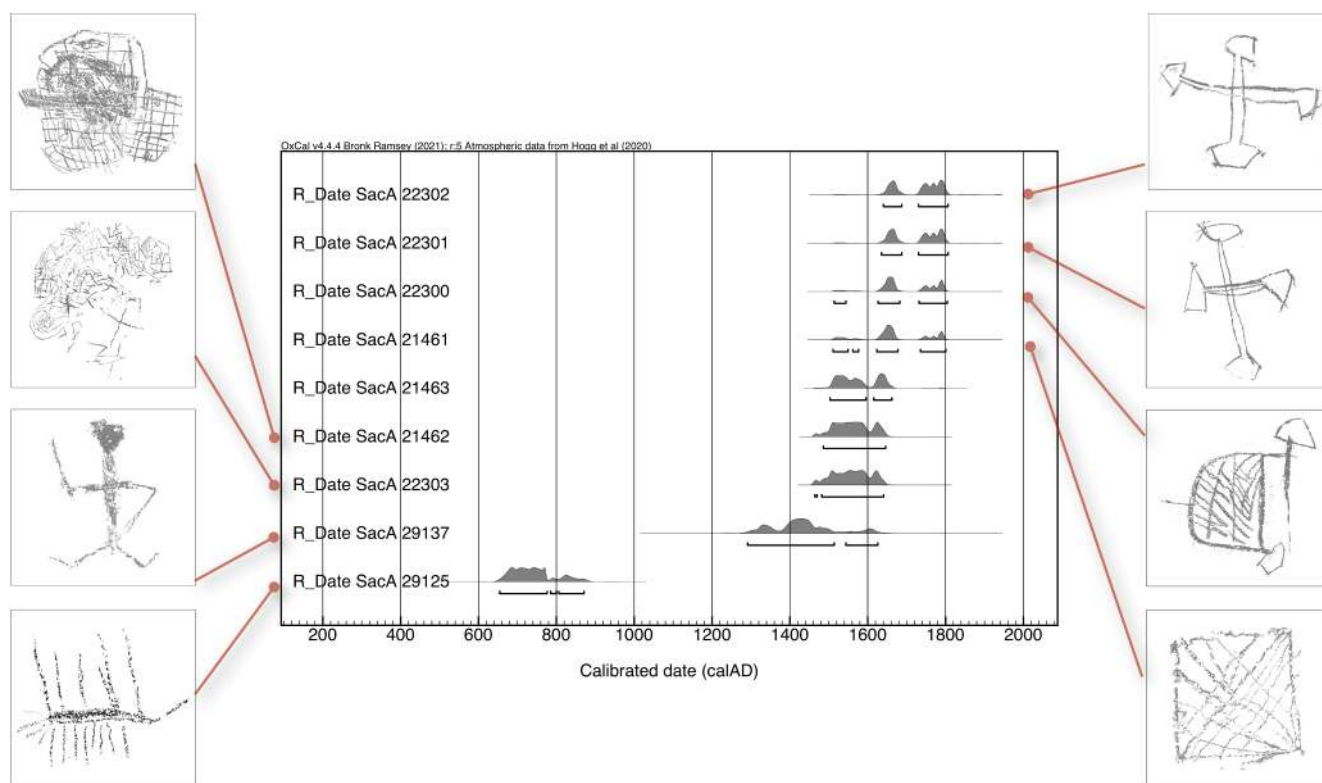 OxCal v4.4.4 Bronk Ramsey (2021); r:5 Atmospheric data from Hogg et al (2020)
R_Date SacA 22302
R_Date SacA 22301
R_Date SacA 22300
R_Date SacA 21461
R_Date SacA 21463
R_Date SacA 21462
R_Date SacA 22303
R_Date SacA 29137
R_Date SacA 29125
200 400 600 800 1000 1200 1400 1600 1800 2000
Calibrated date (calAD)